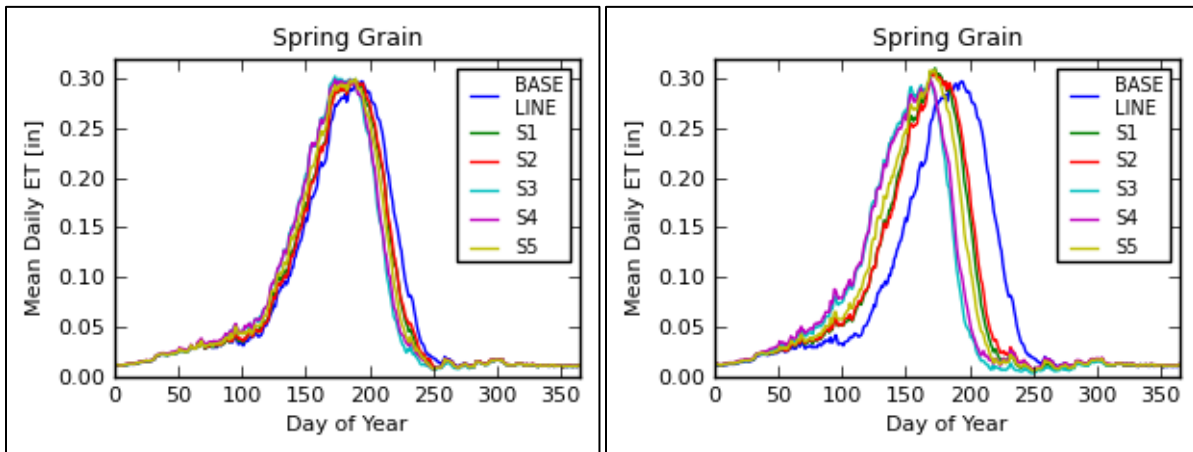 Spring Grain
Mean Daily ET [in]
0.30
0.25
0.20
0.15
0.10
0.05
0.00
BASE
LINE
S1
S2
S3
S4
S5
0 50 100 150 200 250 300 350
Day of Year
Spring Grain
Mean Daily ET [in]
0.30
0.25
0.20
0.15
0.10
0.05
0.00
BASE
LINE
S1
S2
S3
S4
S5
0 50 100 150 200 250 300 350
Day of Year